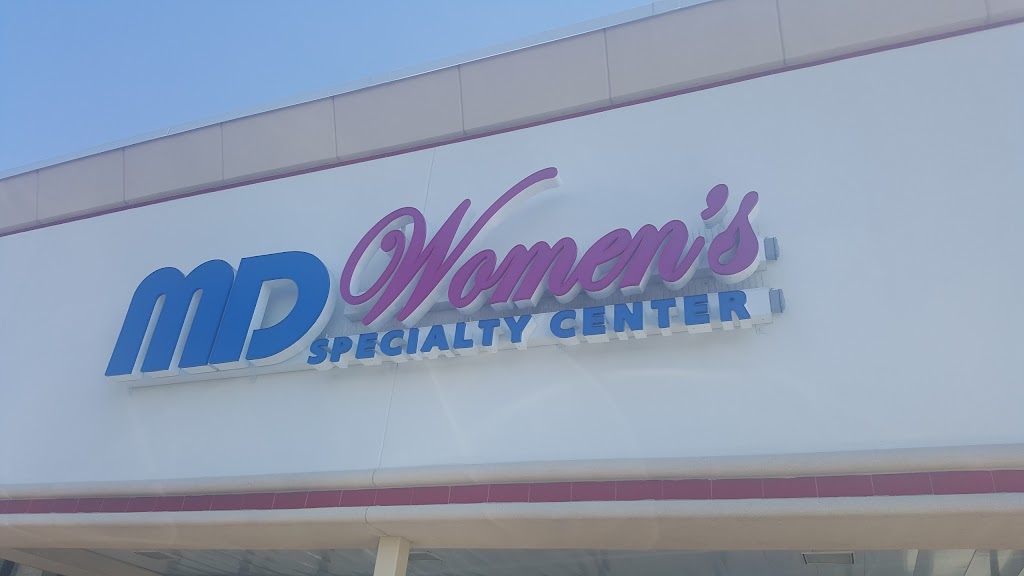 MD Women's
SPECIALTY CENTER